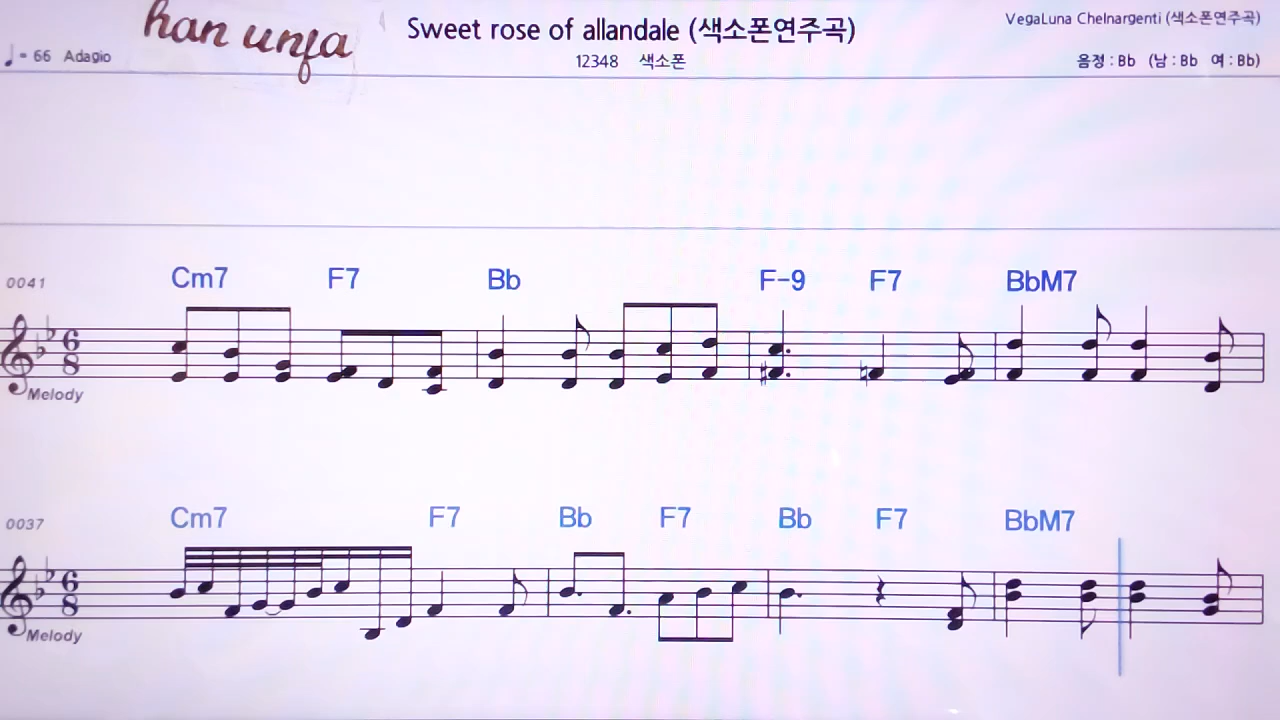 han unja
Sweet rose of allandale (색소폰연주곡)
VegaLuna Chelnargenti (색소폰연주곡)
♩= 66 Adagio
12348 색소폰
음정 : Bb (남 : Bb 여 : Bb)
0041 Cm7 F7 Bb F-9 F7 BbM7
6
8
Melody
0037 Cm7 F7 Bb F7 Bb F7 BbM7
6
8
Melody